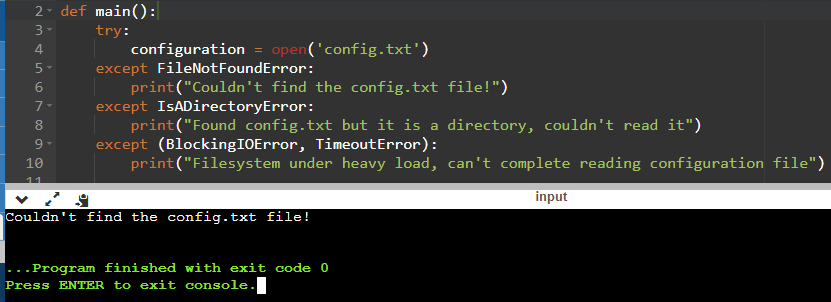 2 def main():
3 try:
4 configuration = open('config.txt')
5 except FileNotFoundError:
6 print("Couldn't find the config.txt file!")
7 except IsADirectoryError:
8 print("Found config.txt but it is a directory, couldn't read it")
9 except (BlockingIOError, TimeoutError):
10 print("Filesystem under heavy load, can't complete reading configuration file")
11
input
Couldn't find the config.txt file!
...Program finished with exit code 0
Press ENTER to exit console.